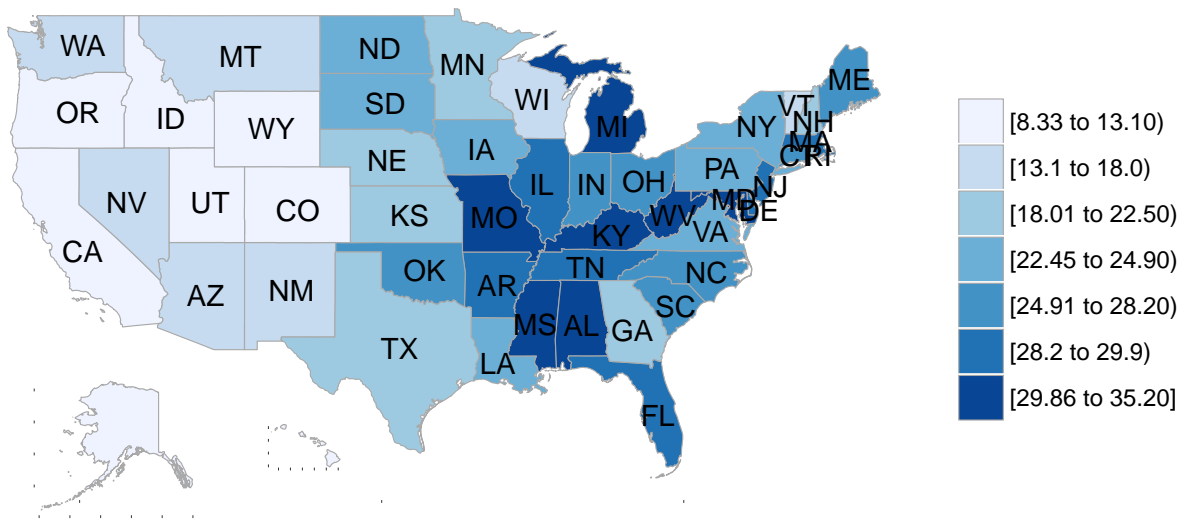 WA
MT
ND
MN
ME
OR
ID
WY
SD
WI
MI
VT
NH
NY
MA
CT
RI
NV
UT
CO
NE
IA
IL
IN
OH
PA
NJ
MD
DE
CA
KS
MO
KY
WV
VA
AZ
NM
OK
AR
TN
NC
SC
TX
LA
MS
AL
GA
FL
[8.33 to 13.10)
[13.1 to 18.0)
[18.01 to 22.50)
[22.45 to 24.90)
[24.91 to 28.20)
[28.2 to 29.9)
[29.86 to 35.20]